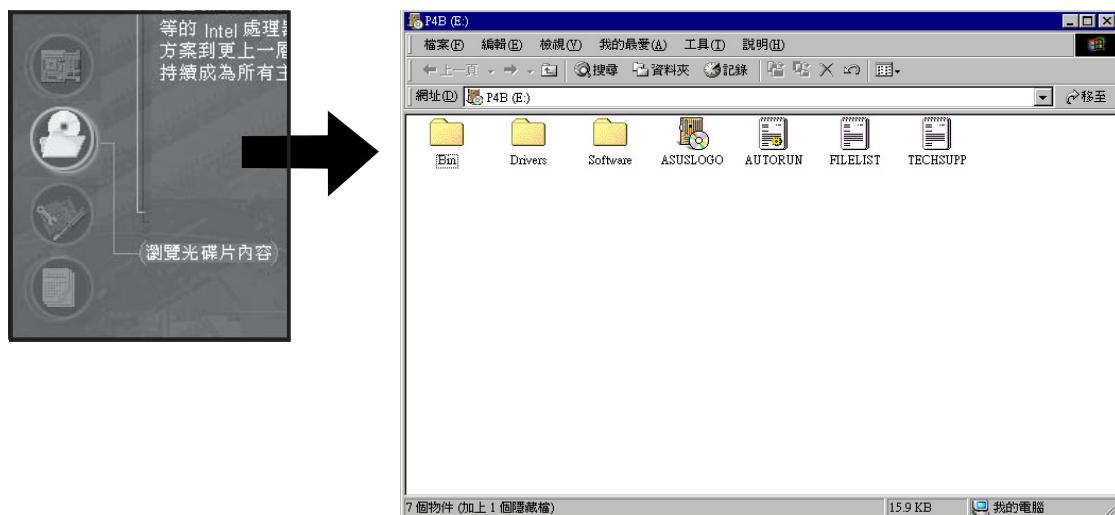 等的 Intel 處理器
方案到更上一層
持續成為所有主
瀏覽光碟片內容
P4B (E:)
檔案(F) 編輯(E) 檢視(V) 我的最愛(A) 工具(T) 說明(H)
上一頁 搜尋 資料夾 記錄
網址(D) P4B (E:) 移至
Bin Drivers Software ASUSLOGO AUTORUN FILELIST TECHSUPP
7 個物件 (加上 1 個隱藏檔) 15.9 KB 我的電腦